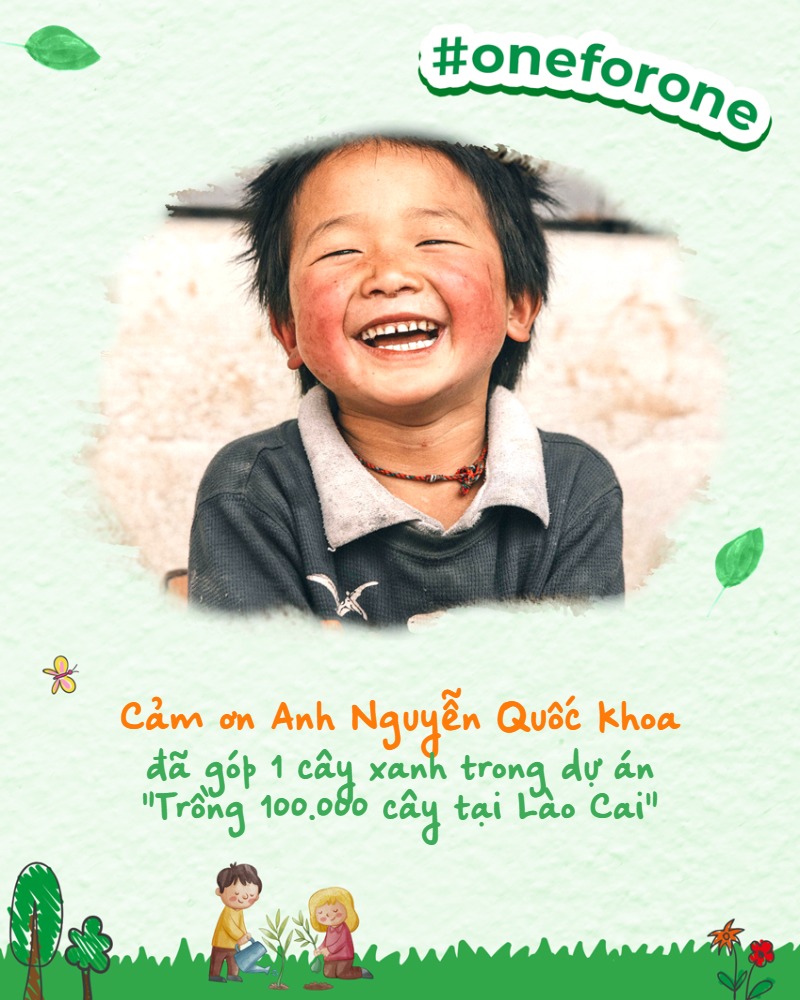 #oneforone
Cảm ơn Anh Nguyễn Quốc Khoa
đã góp 1 cây xanh trong dự án
"Trồng 100.000 cây tại Lào Cai"